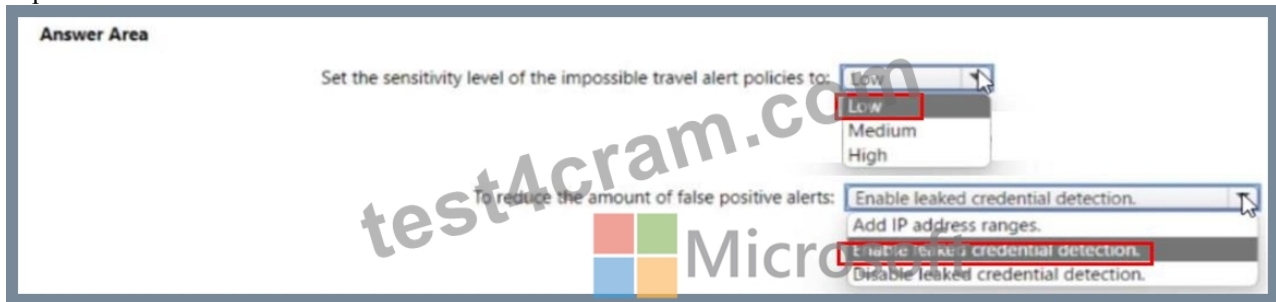 Answer Area
Set the sensitivity level of the impossible travel alert policies to: Low
Low
Medium
High
To reduce the amount of false positive alerts: Enable leaked credential detection.
Add IP address ranges.
Enable leaked credential detection.
Disable leaked credential detection.
test4cram.com
Microsoft